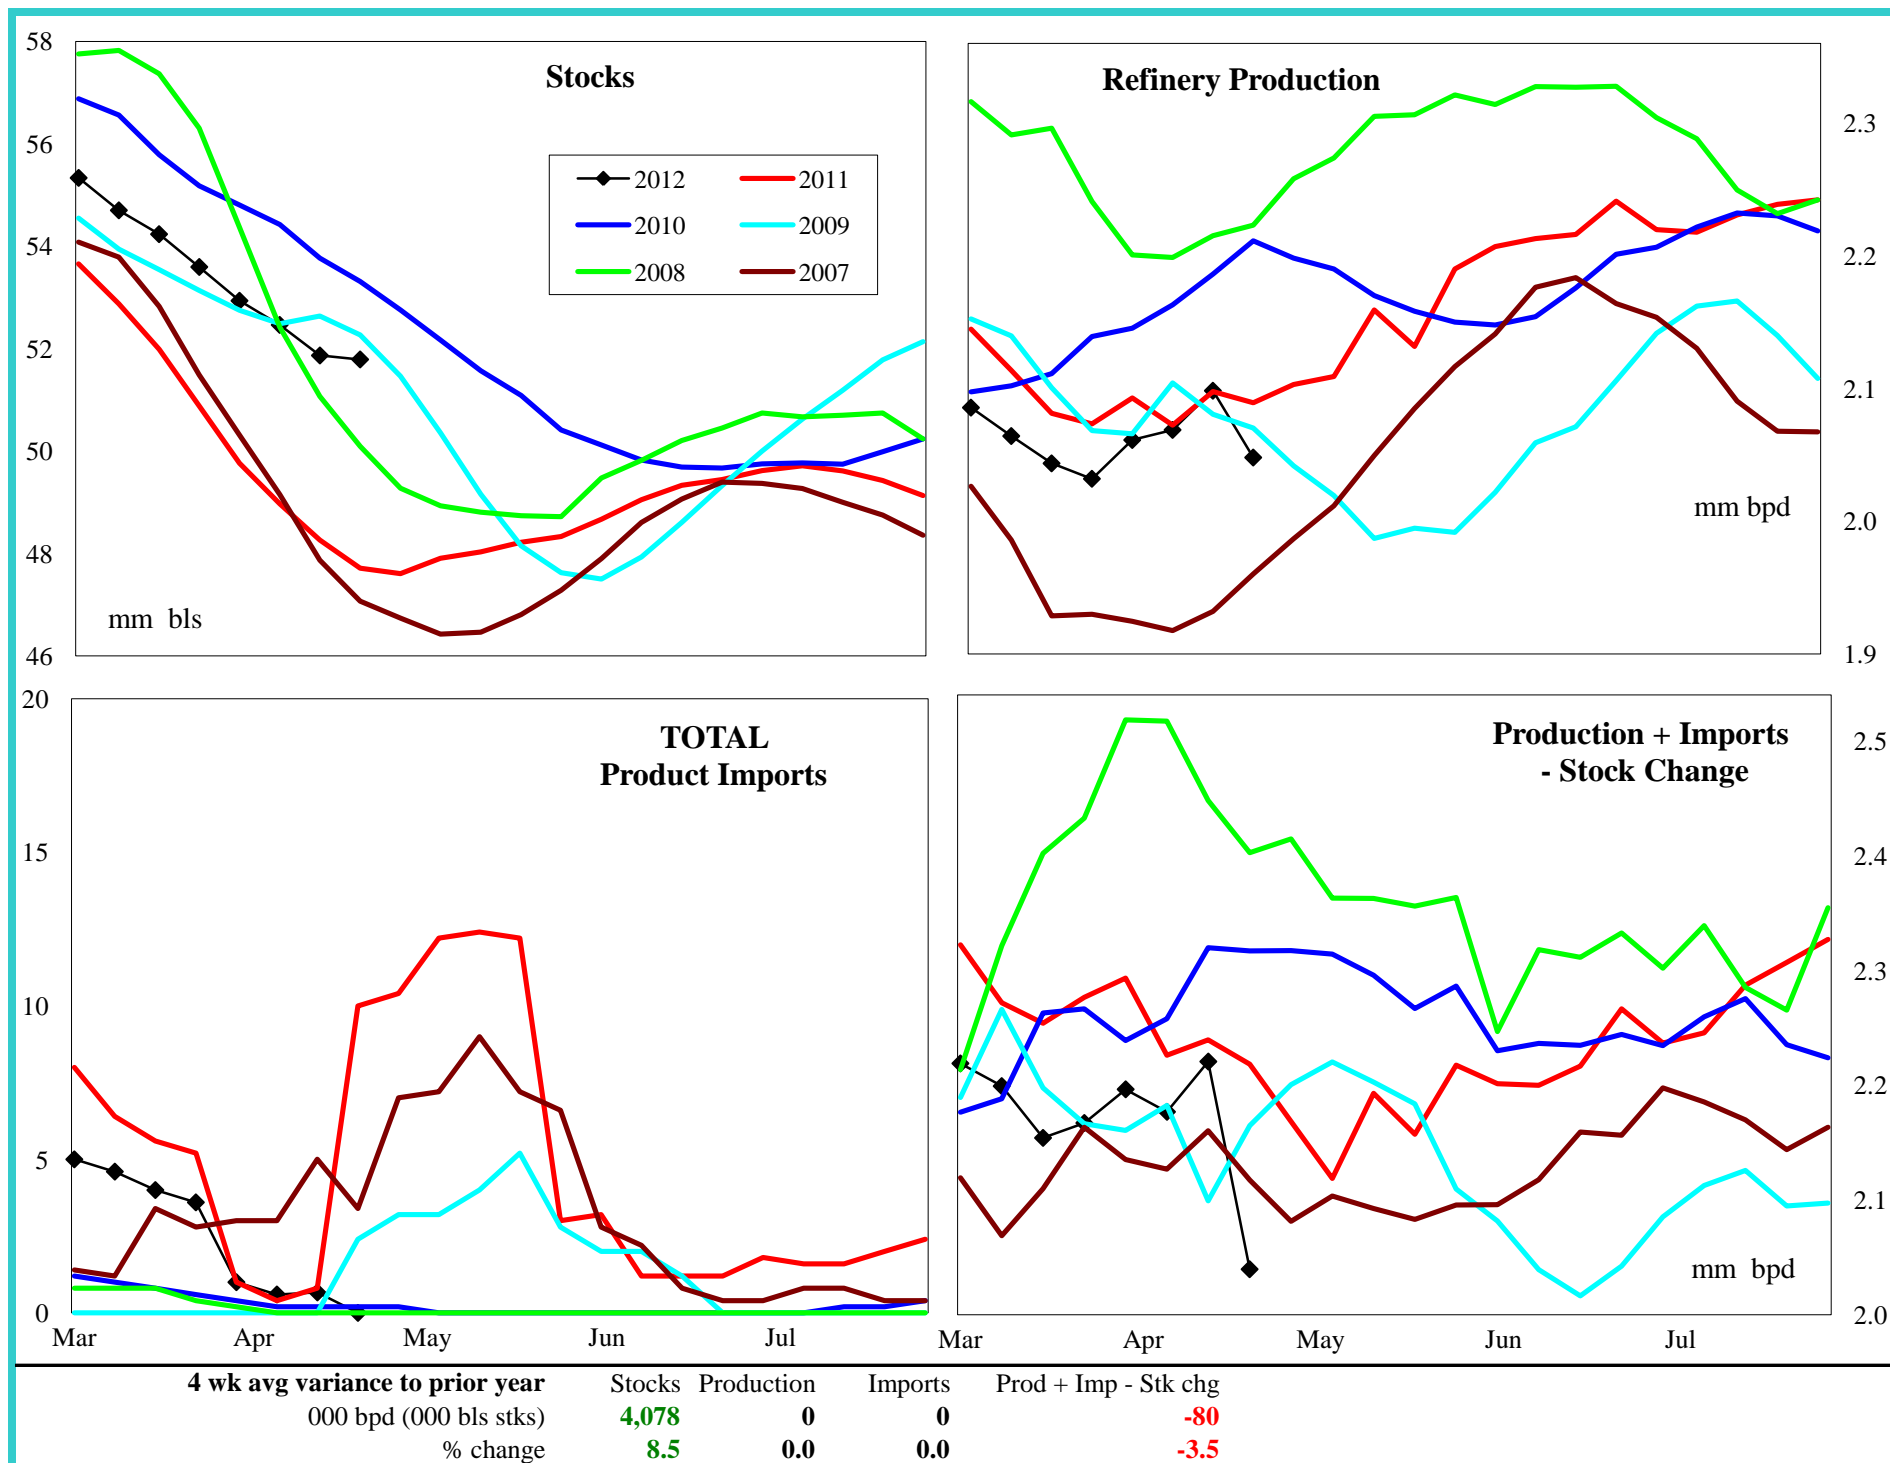 58
56
54
52
50
48
46
Stocks
2012
2011
2010
2009
2008
2007
mm bls
Refinery Production
2.3
2.2
2.1
2.0
1.9
mm bpd
20
15
10
5
0
TOTAL
Product Imports
Mar Apr May Jun Jul
Production + Imports
- Stock Change
2.5
2.4
2.3
2.2
2.1
2.0
mm bpd
Mar Apr May Jun Jul
4 wk avg variance to prior year Stocks Production Imports Prod + Imp - Stk chg
000 bpd (000 bls stks) 4,078 0 0 -80
% change 8.5 0.0 0.0 -3.5